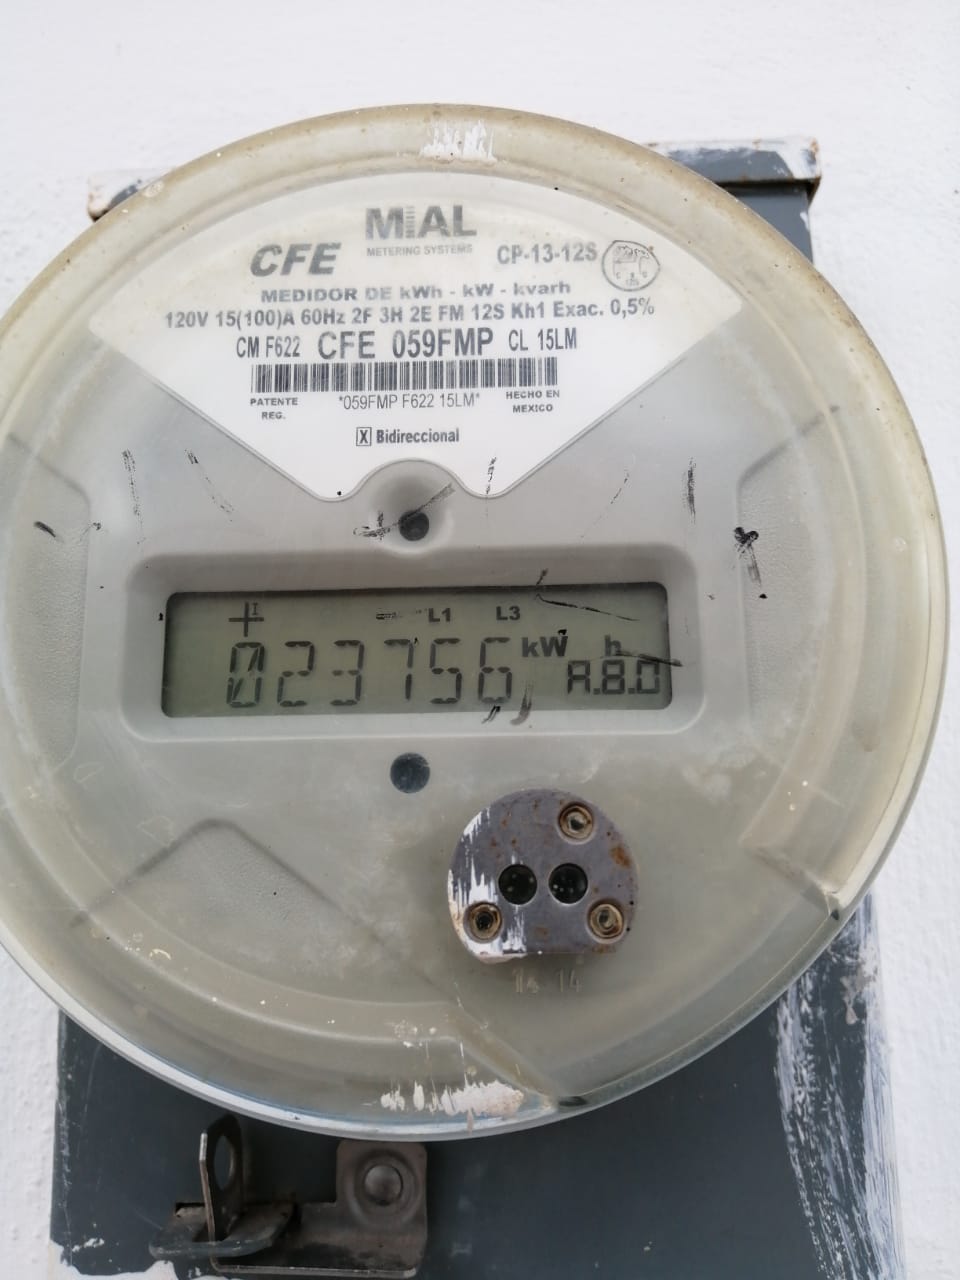 MIAL
METERING SYSTEMS
CFE
CP-13-12S
MEDIDOR DE kWh - kW - kvarh
120V 15(100)A 60Hz 2F 3H 2E FM 12S Kh1 Exac. 0,5%
CM F622 CFE 059FMP CL 15LM
PATENTE REG.
*059FMP F622 15LM*
HECHO EN MEXICO
X Bidireccional
L1 L3
023756 kW h A.8.0
14 14